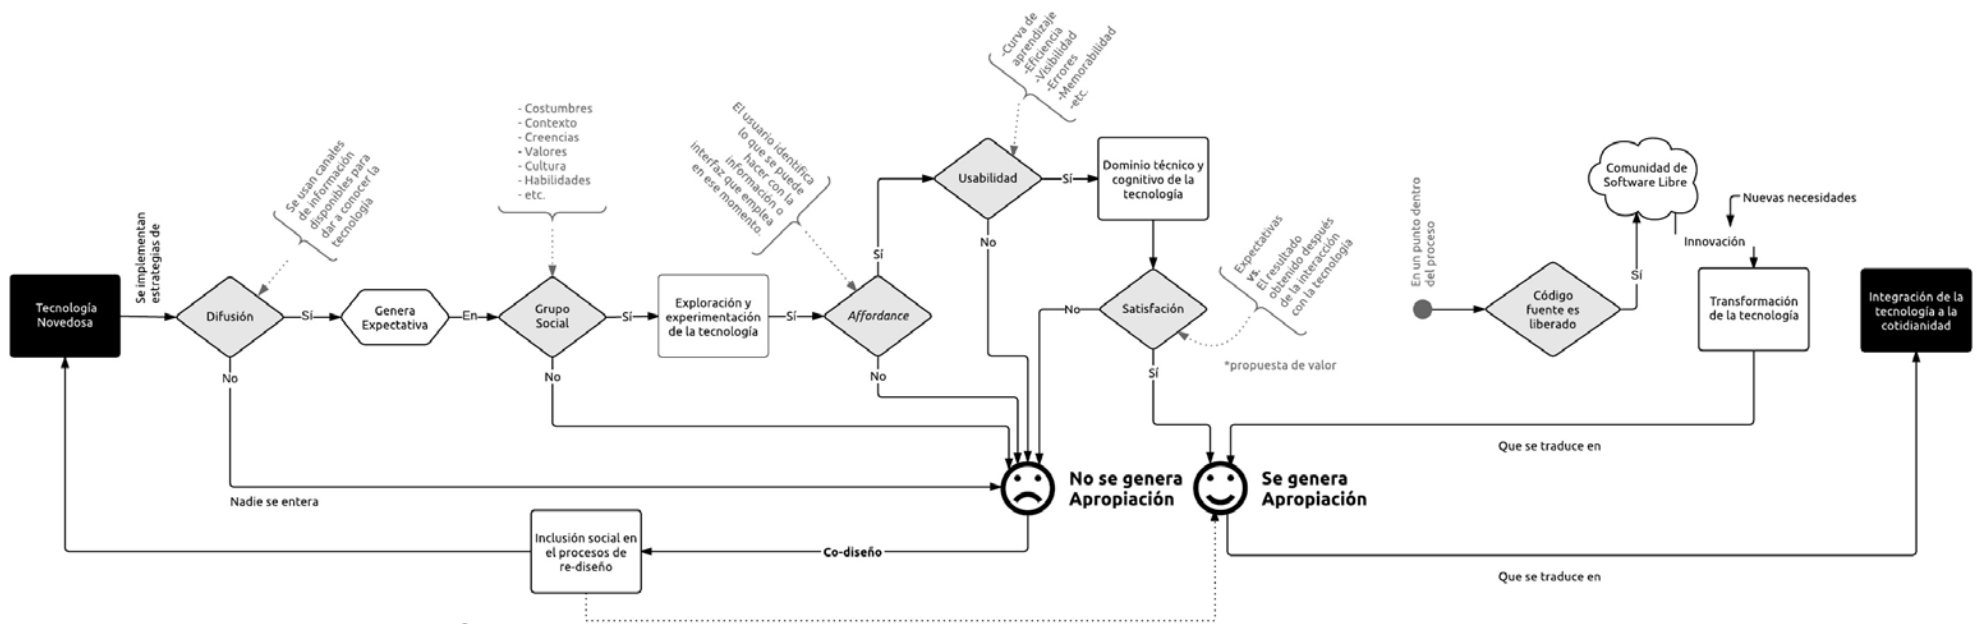 Tecnología
Novedosa
Se implementan
estrategias de
Difusión
Se usan canales
de información
disponibles para
dar a conocer la
tecnología
Sí
No
Nadie se entera
Genera
Expectativa
En
- Costumbres
- Contexto
- Creencias
- Valores
- Cultura
- Habilidades
- etc.
Grupo
Social
Sí
No
Exploración y
experimentación
de la tecnología
Sí
El usuario identifica
lo que se puede
hacer con la
información o
interfaz que emplea
en ese momento.
Affordance
Sí
No
-Curva de
aprendizaje
-Eficiencia
-Visibilidad
-Errores
-Memorabilidad
-etc.
Usabilidad
Sí
No
Dominio técnico y
cognitivo de la
tecnología
Satisfacción
No
Sí
Expectativas
vs.
El resultado
obtenido después
de la interacción
con la tecnología
*propuesta de valor
No se genera
Apropiación
Se genera
Apropiación
Co-diseño
Inclusión social en
el procesos de
re-diseño
En un punto dentro
del proceso
Código
fuente es
liberado
Sí
Comunidad de
Software Libre
Nuevas necesidades
Innovación
Transformación
de la tecnología
Que se traduce en
Que se traduce en
Integración de la
tecnología a la
cotidianidad